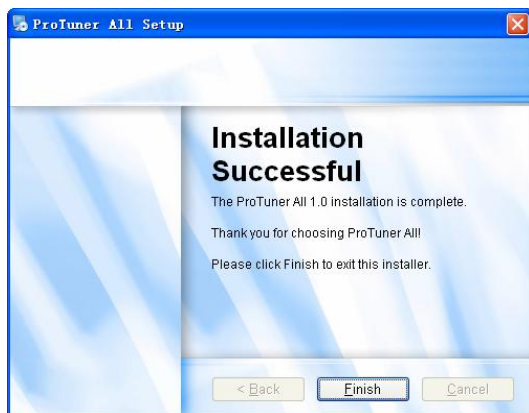 ProTuner All Setup
Installation
Successful
The ProTuner All 1.0 installation is complete.
Thank you for choosing ProTuner All!
Please click Finish to exit this installer.
< Back
Finish
Cancel